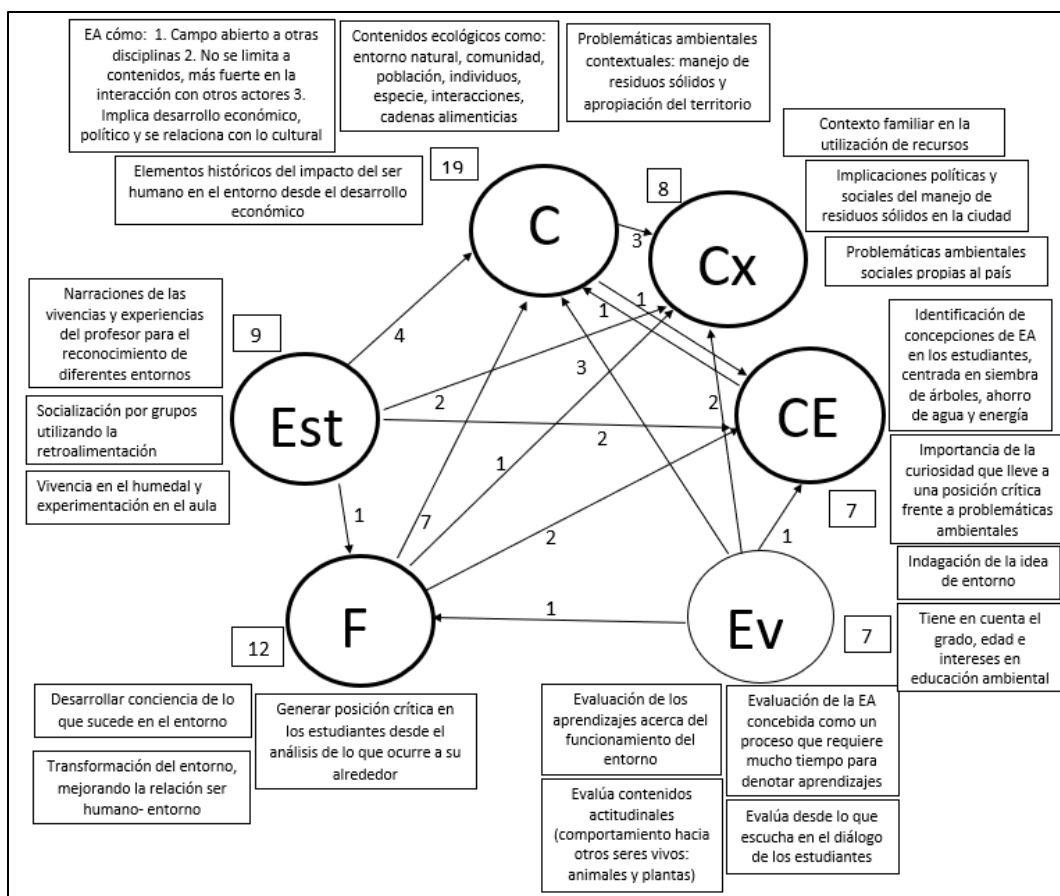 EA cómo: 1. Campo abierto a otras
disciplinas 2. No se limita a
contenidos, más fuerte en la
interacción con otros actores 3.
Implica desarrollo económico,
político y se relaciona con lo cultural
Contenidos ecológicos como:
entorno natural, comunidad,
población, individuos,
especie, interacciones,
cadenas alimenticias
Problemáticas ambientales
contextuales: manejo de
residuos sólidos y
apropiación del territorio
Contexto familiar en la
utilización de recursos
Elementos históricos del impacto del ser
humano en el entorno desde el desarrollo
económico
19
8
Implicaciones políticas y
sociales del manejo de
residuos sólidos en la ciudad
C
3
Cx
Problemáticas ambientales
sociales propias al país
Narraciones de las
vivencias y experiencias
del profesor para el
reconocimiento de
diferentes entornos
9
4
1
1
3
Identificación de
concepciones de EA
en los estudiantes,
centrada en siembra
de árboles, ahorro
de agua y energía
Socialización por grupos
utilizando la
retroalimentación
Est
2
2
2
CE
Vivencia en el humedal y
experimentación en el aula
1
7
1
2
1
7
Importancia de la
curiosidad que lleve a
una posición crítica
frente a problemáticas
ambientales
Indagación de la idea
de entorno
F
12
1
Ev
7
Tiene en cuenta el
grado, edad e
intereses en
educación ambiental
Desarrollar conciencia de lo
que sucede en el entorno
Generar posición crítica en
los estudiantes desde el
análisis de lo que ocurre a su
alrededor
Transformación del entorno,
mejorando la relación ser
humano- entorno
Evaluación de los
aprendizajes acerca del
funcionamiento del
entorno
Evaluación de la EA
concebida como un
proceso que requiere
mucho tiempo para
denotar aprendizajes
Evalúa contenidos
actitudinales
(comportamiento hacia
otros seres vivos:
animales y plantas)
Evalúa desde lo que
escucha en el diálogo
de los estudiantes